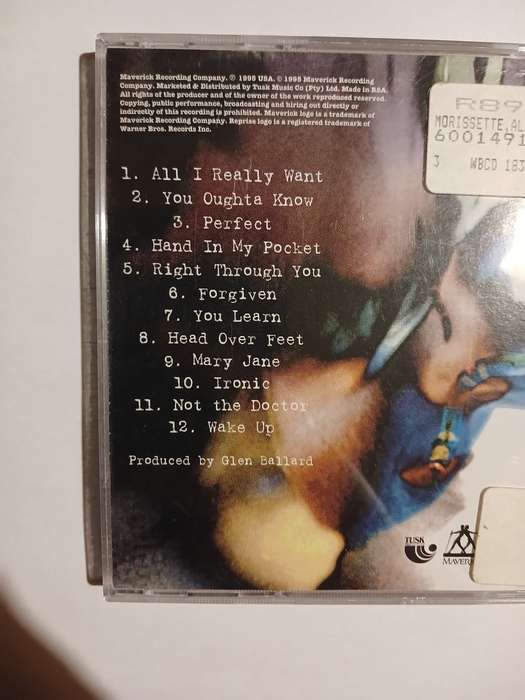 Maverick Recording Company. ℗ 1995 USA. © 1995 Maverick Recording
Company. Marketed & Distributed by Tusk Music Co (Pty) Ltd. Made in RSA.
All rights of the producer and of the owner of the work reproduced reserved.
Copying, public performance, broadcasting and hiring out directly or
indirectly of this recording is prohibited. Maverick logo is a trademark of
Maverick Recording Company. Reprise logo is a registered trademark of
Warner Bros. Records Inc.
R89
MORISSETTE,AL
6001491
3 WBCD 183
1. All I Really Want
2. You Oughta Know
3. Perfect
4. Hand In My Pocket
5. Right Through You
6. Forgiven
7. You Learn
8. Head Over Feet
9. Mary Jane
10. Ironic
11. Not the Doctor
12. Wake Up
Produced by Glen Ballard
TUSK
MAVER